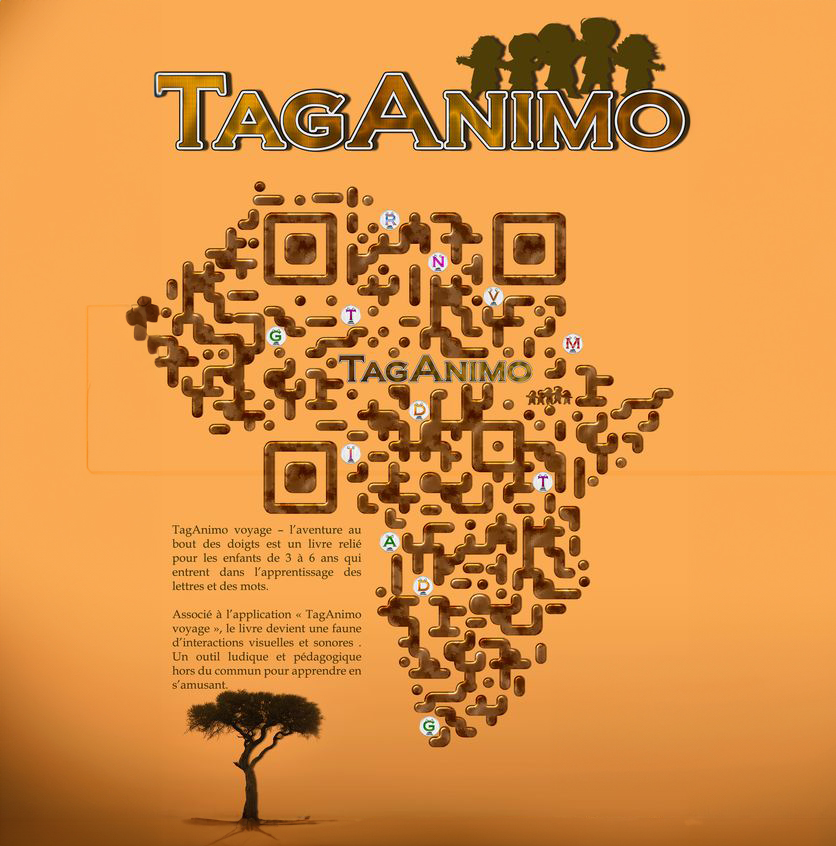 TAGANIMO
R
N
V
T
G
M
TAGANIMO
D
I
T
A
D
G
TagAnimo voyage – l’aventure au
bout des doigts est un livre relié
pour les enfants de 3 à 6 ans qui
entrent dans l’apprentissage des
lettres et des mots.
Associé à l’application « TagAnimo
voyage », le livre devient une faune
d’interactions visuelles et sonores .
Un outil ludique et pédagogique
hors du commun pour apprendre en
s’amusant.